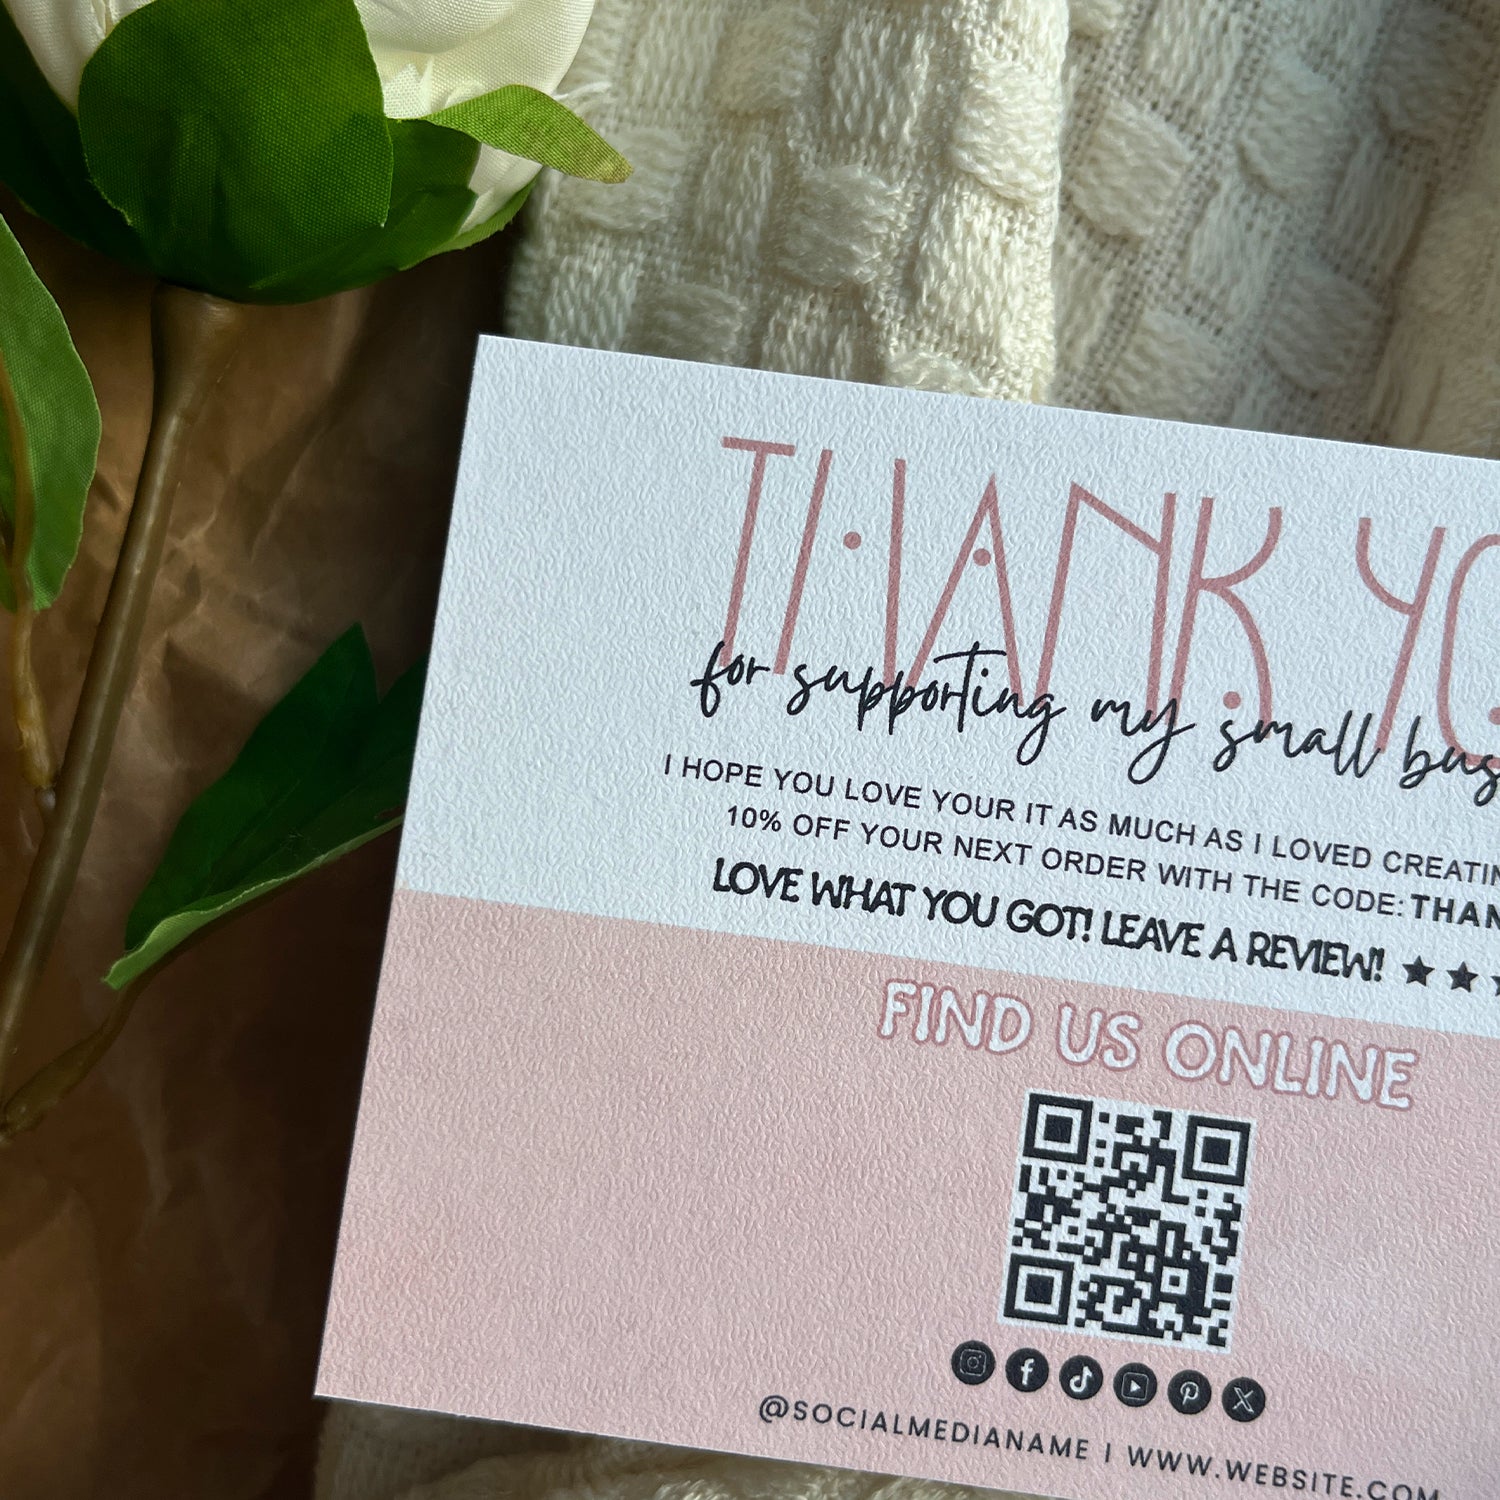 THANK YO
for supporting my small bus
I HOPE YOU LOVE YOUR IT AS MUCH AS I LOVED CREATIN
10% OFF YOUR NEXT ORDER WITH THE CODE: THAN
LOVE WHAT YOU GOT! LEAVE A REVIEW! ★★
FIND US ONLINE
@SOCIALMEDIANAME | WWW.WEBSITE.COM